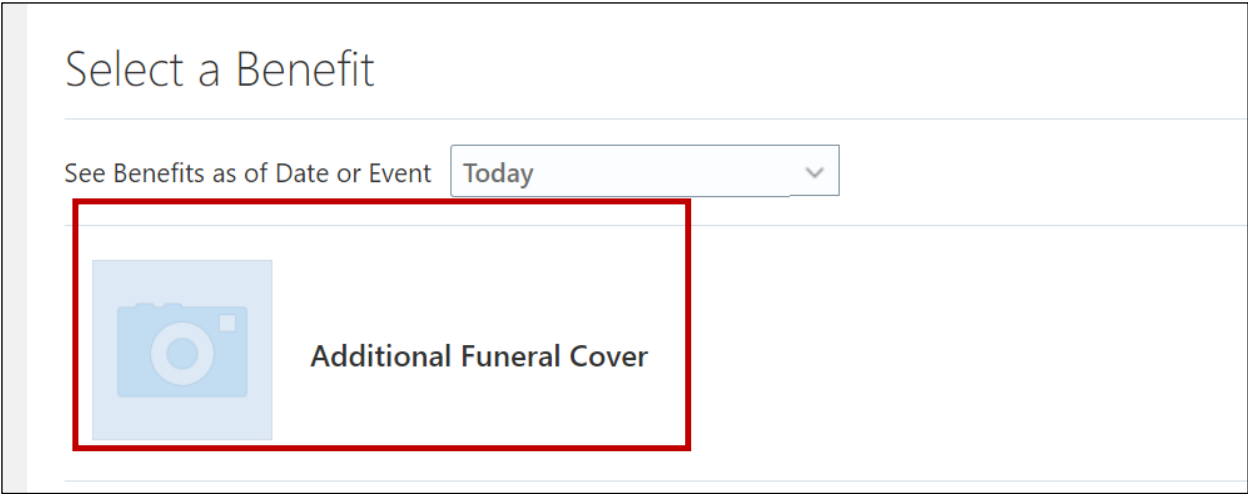 Select a Benefit
See Benefits as of Date or Event Today
Additional Funeral Cover